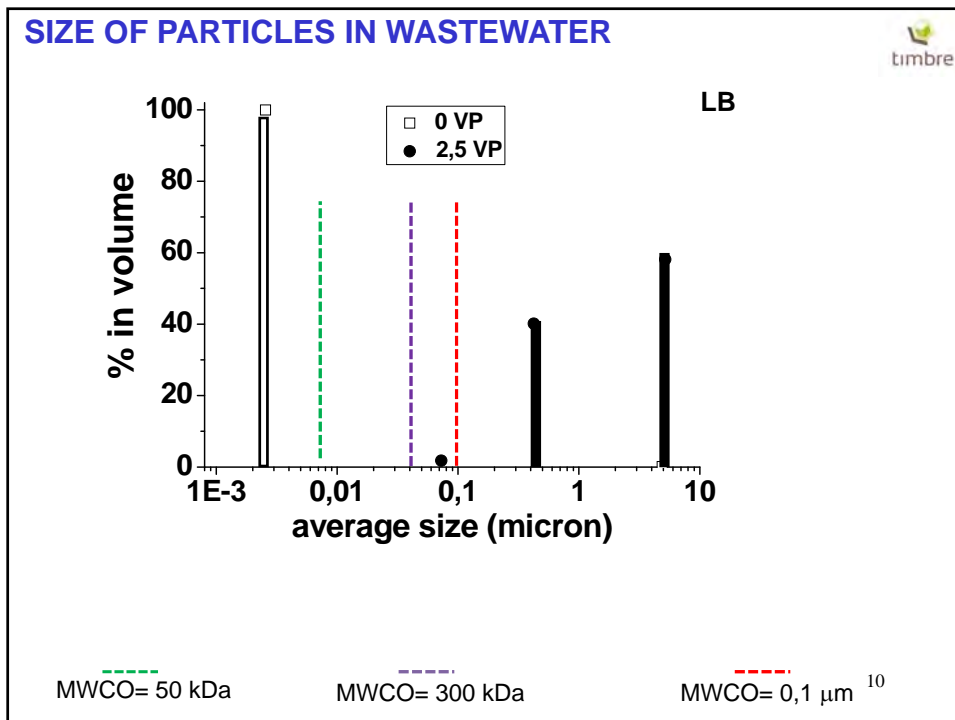 SIZE OF PARTICLES IN WASTEWATER
timbre
LB
0 VP
2,5 VP
100
80
60
40
20
0
% in volume
1E-3 0,01 0,1 1 10
average size (micron)
MWCO= 50 kDa MWCO= 300 kDa MWCO= 0,1 μm 10